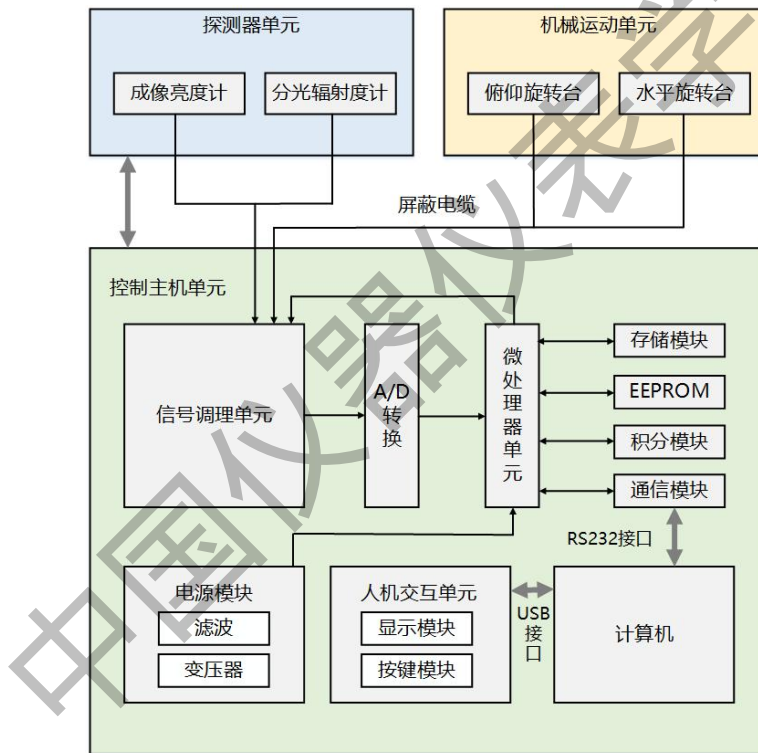 探测器单元
机械运动单元
成像亮度计
分光辐射度计
俯仰旋转台
水平旋转台
屏蔽电缆
控制主机单元
信号调理单元
A/D
转
换
微
处
理
器
单
元
存储模块
EEPROM
积分模块
通信模块
RS232接口
电源模块
滤波
变压器
人机交互单元
显示模块
按键模块
USB
接
口
计算机
中国仪器仪表学